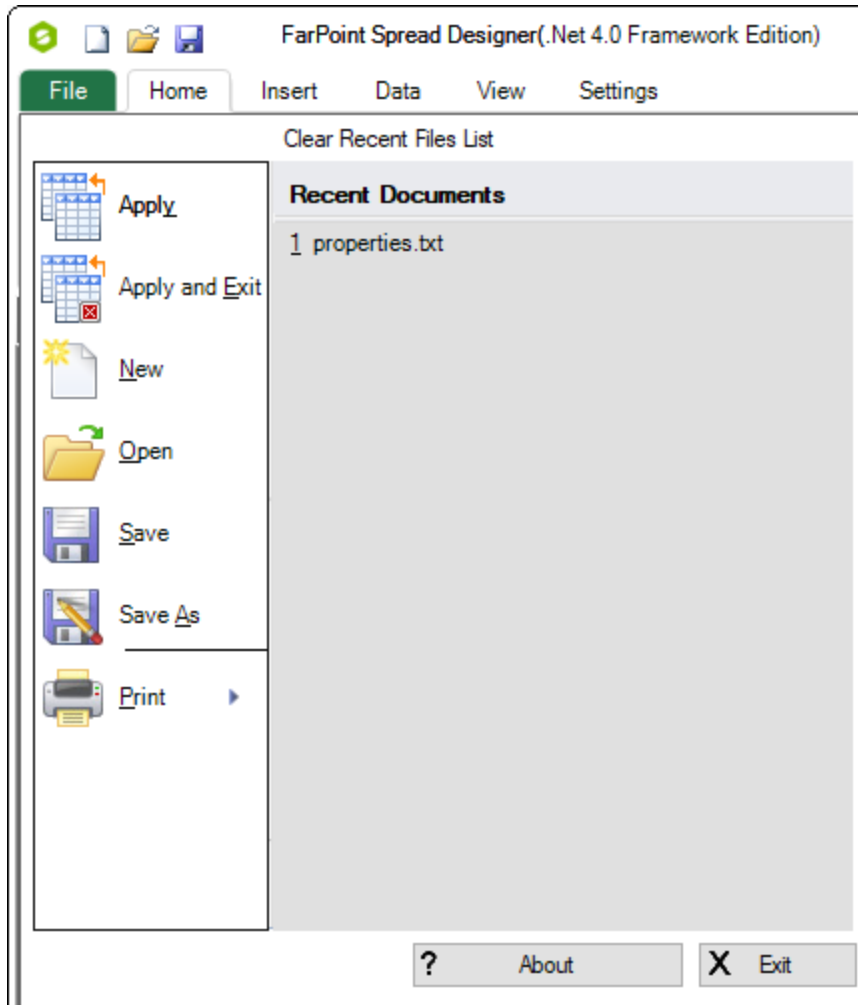 FarPoint Spread Designer(.Net 4.0 Framework Edition)
File Home Insert Data View Settings
Clear Recent Files List
Apply
Apply and Exit
New
Open
Save
Save As
Print
Recent Documents
1 properties.txt
? About
X Exit